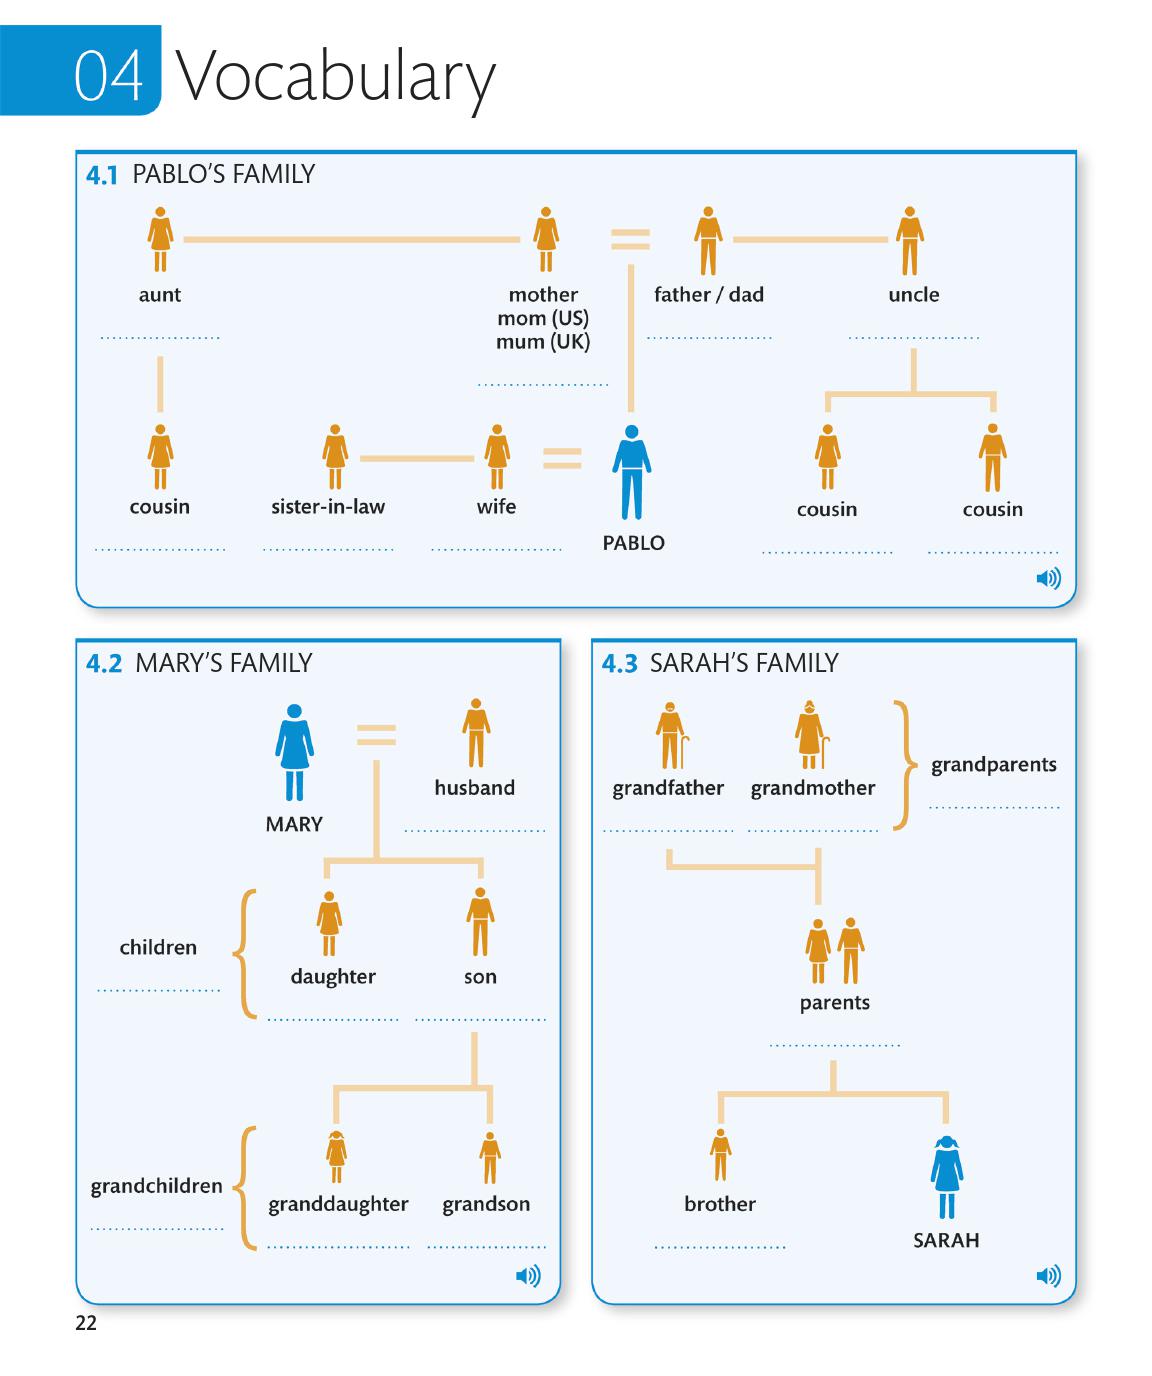 04 Vocabulary
4.1 PABLO’S FAMILY
aunt
mother
mom (US)
mum (UK)
father / dad
uncle
cousin
sister-in-law
wife
PABLO
cousin
cousin
4.2 MARY’S FAMILY
MARY
husband
children
daughter
son
grandchildren
granddaughter
grandson
4.3 SARAH’S FAMILY
grandfather
grandmother
grandparents
parents
brother
SARAH
22